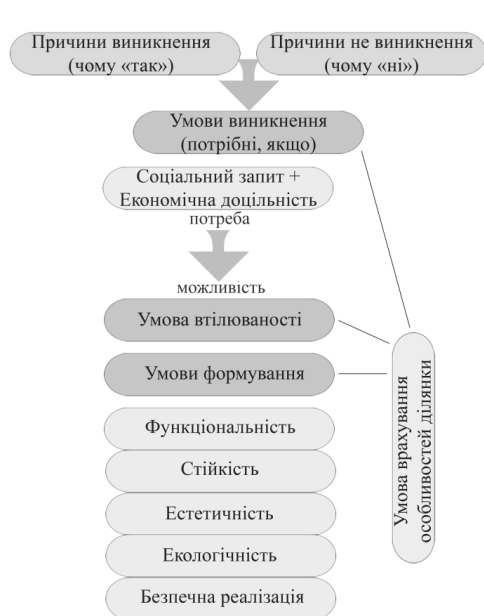 Причини виникнення
(чому «так»)
Причини не виникнення
(чому «ні»)
Умови виникнення
(потрібні, якщо)
Соціальний запит +
Економічна доцільність
потреба
можливість
Умова втілюваності
Умови формування
Умова врахування
особливостей ділянки
Функціональність
Стійкість
Естетичність
Екологічність
Безпечна реалізація